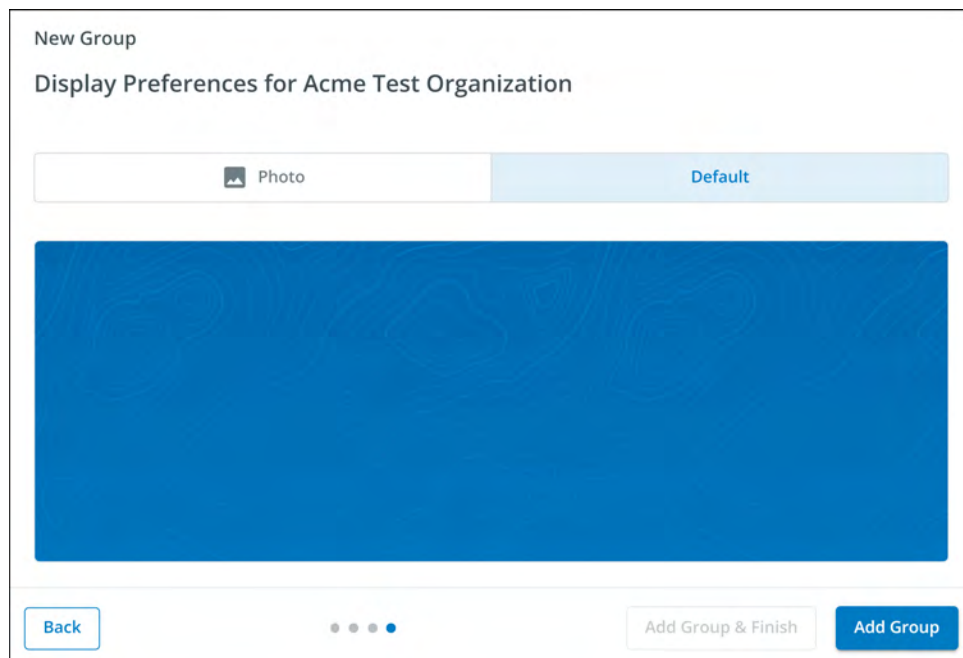 New Group
Display Preferences for Acme Test Organization
Photo
Default
Back
Add Group & Finish
Add Group